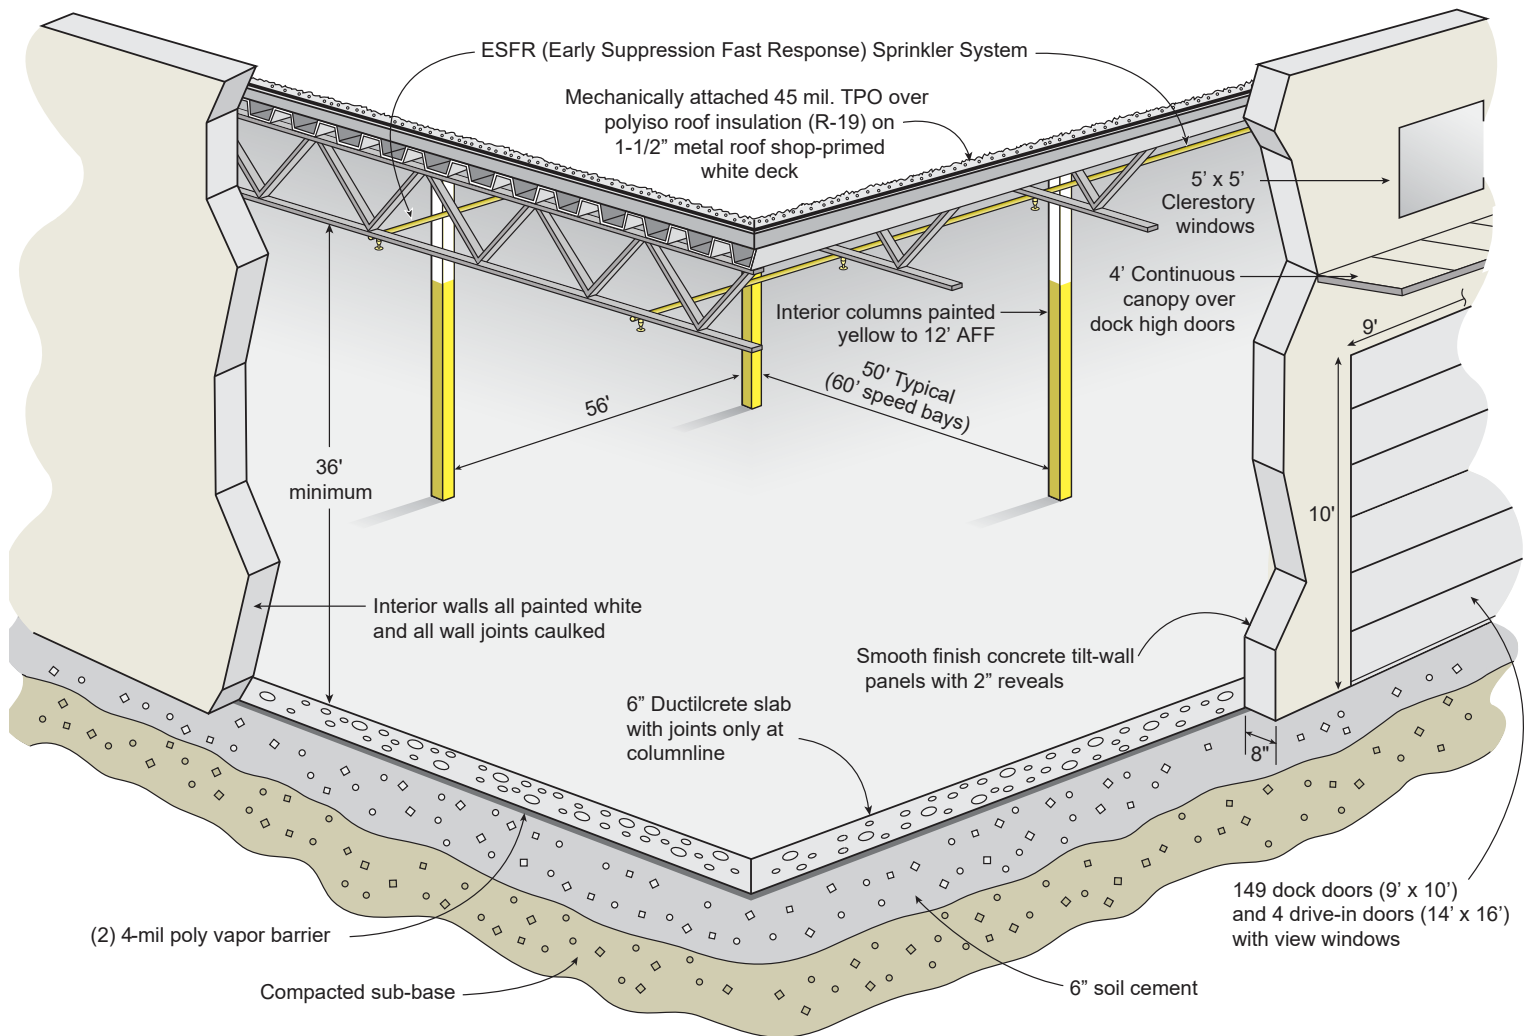 ESFR (Early Suppression Fast Response) Sprinkler System
Mechanically attached 45 mil. TPO over
polyiso roof insulation (R-19) on
1-1/2” metal roof shop-primed
white deck
5’ x 5’
Clerestory
windows
4’ Continuous
canopy over
dock high doors
Interior columns painted
yellow to 12’ AFF
9'
56'
50' Typical
(60’ speed bays)
36'
minimum
10'
Interior walls all painted white
and all wall joints caulked
Smooth finish concrete tilt-wall
panels with 2” reveals
6” Ductilcrete slab
with joints only at
columnline
8"
149 dock doors (9’ x 10’)
and 4 drive-in doors (14’ x 16’)
with view windows
(2) 4-mil poly vapor barrier
Compacted sub-base
6” soil cement